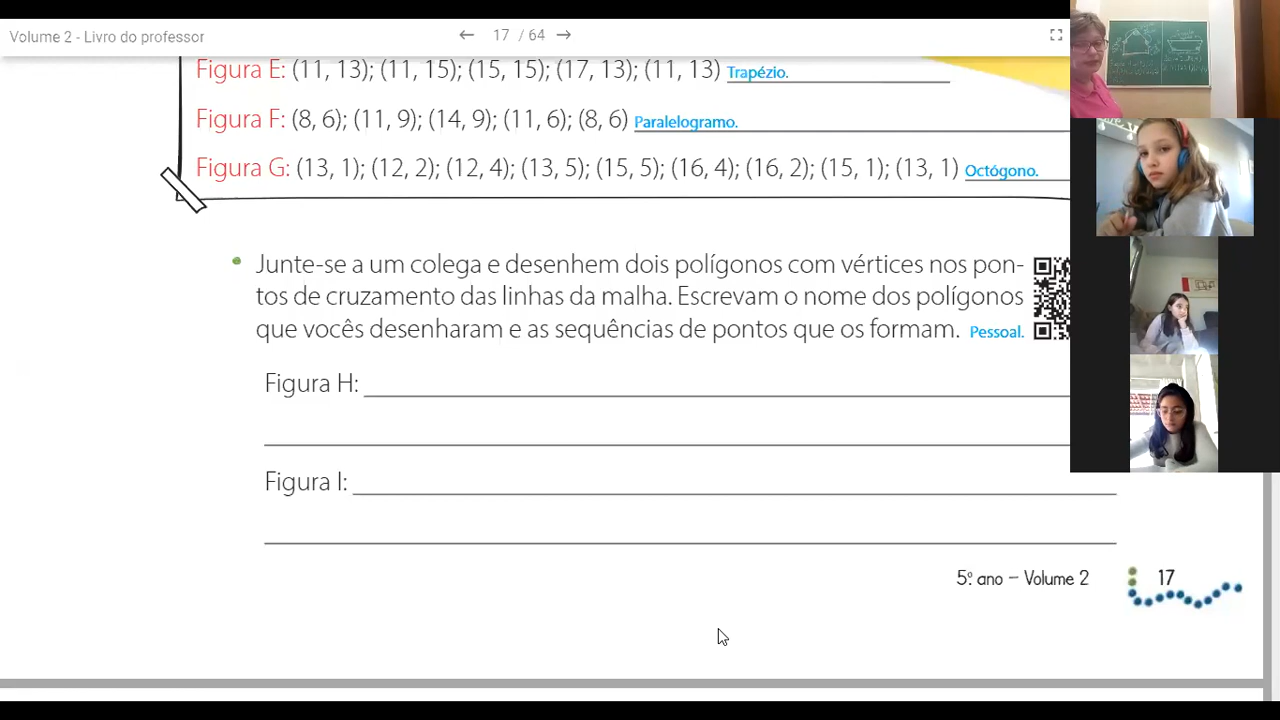 Volume 2 - Livro do professor
17 / 64
Figura E: (11, 13); (11, 15); (15, 15); (17, 13); (11, 13) Trapézio.
Figura F: (8, 6); (11, 9); (14, 9); (11, 6); (8, 6) Paralelogramo.
Figura G: (13, 1); (12, 2); (12, 4); (13, 5); (15, 5); (16, 4); (16, 2); (15, 1); (13, 1) Octógono.
Junte-se a um colega e desenhem dois polígonos com vértices nos pon-
tos de cruzamento das linhas da malha. Escrevam o nome dos polígonos
que vocês desenharam e as sequências de pontos que os formam. Pessoal.
Figura H:
Figura I:
5º. ano – Volume 2 17